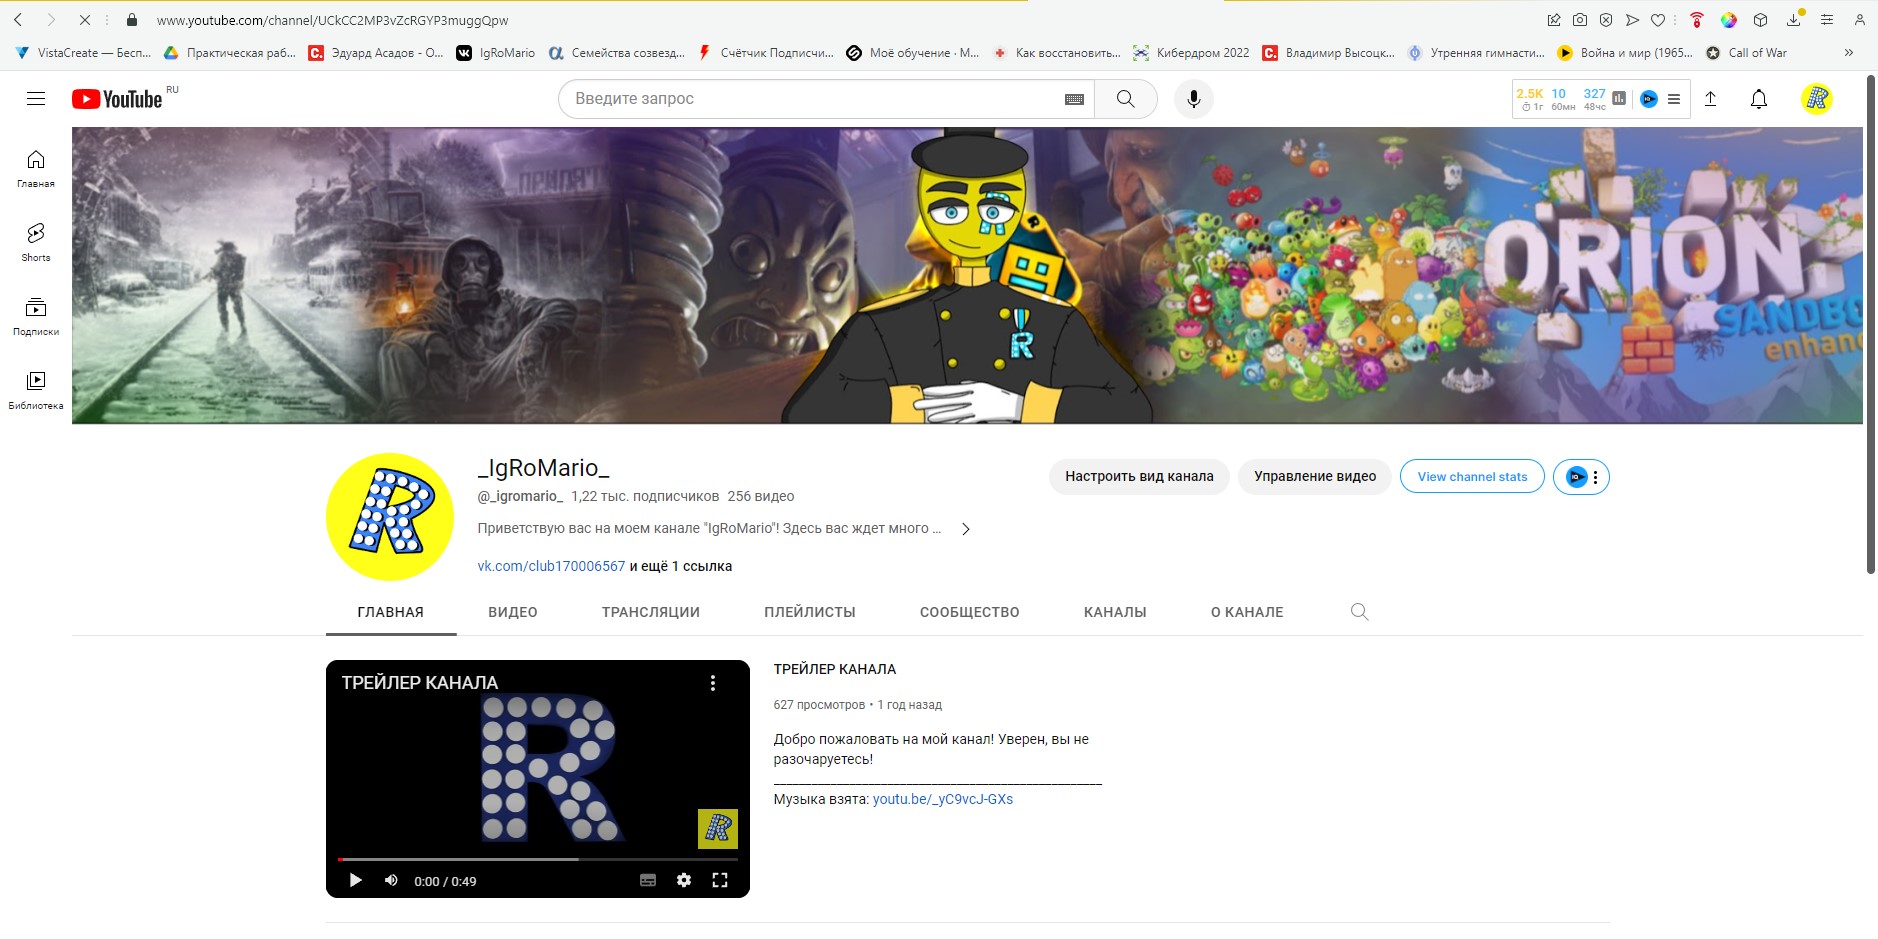 www.youtube.com/channel/UCkCC2MP3vZcRGYP3muggQpw
VistaCreate — Бесп... Практическая раб... Эдуард Асадов - О... IgRoMario Семейства созвезд... Счётчик Подписчи... Моё обучение · М... Как восстановить... Кибердром 2022 Владимир Высоцк... Утренняя гимнасти... Война и мир (1965... Call of War »
YouTube RU
Введите запрос
2.5K 10 327
1г 60мн 48чс
Главная
Shorts
Подписки
Библиотека
ПРИПЯТ
ORION
SANDBO
enhanc
R
_IgRoMario_
@_igromario_ 1,22 тыс. подписчиков 256 видео
Приветствую вас на моем канале "IgRoMario"! Здесь вас ждет много ...
vk.com/club170006567 и ещё 1 ссылка
Настроить вид канала
Управление видео
View channel stats
ГЛАВНАЯ ВИДЕО ТРАНСЛЯЦИИ ПЛЕЙЛИСТЫ СООБЩЕСТВО КАНАЛЫ О КАНАЛЕ
ТРЕЙЛЕР КАНАЛА
R
0:00 / 0:49
ТРЕЙЛЕР КАНАЛА
627 просмотров • 1 год назад
Добро пожаловать на мой канал! Уверен, вы не
разочаруетесь!
Музыка взята: youtu.be/_yC9vcJ-GXs